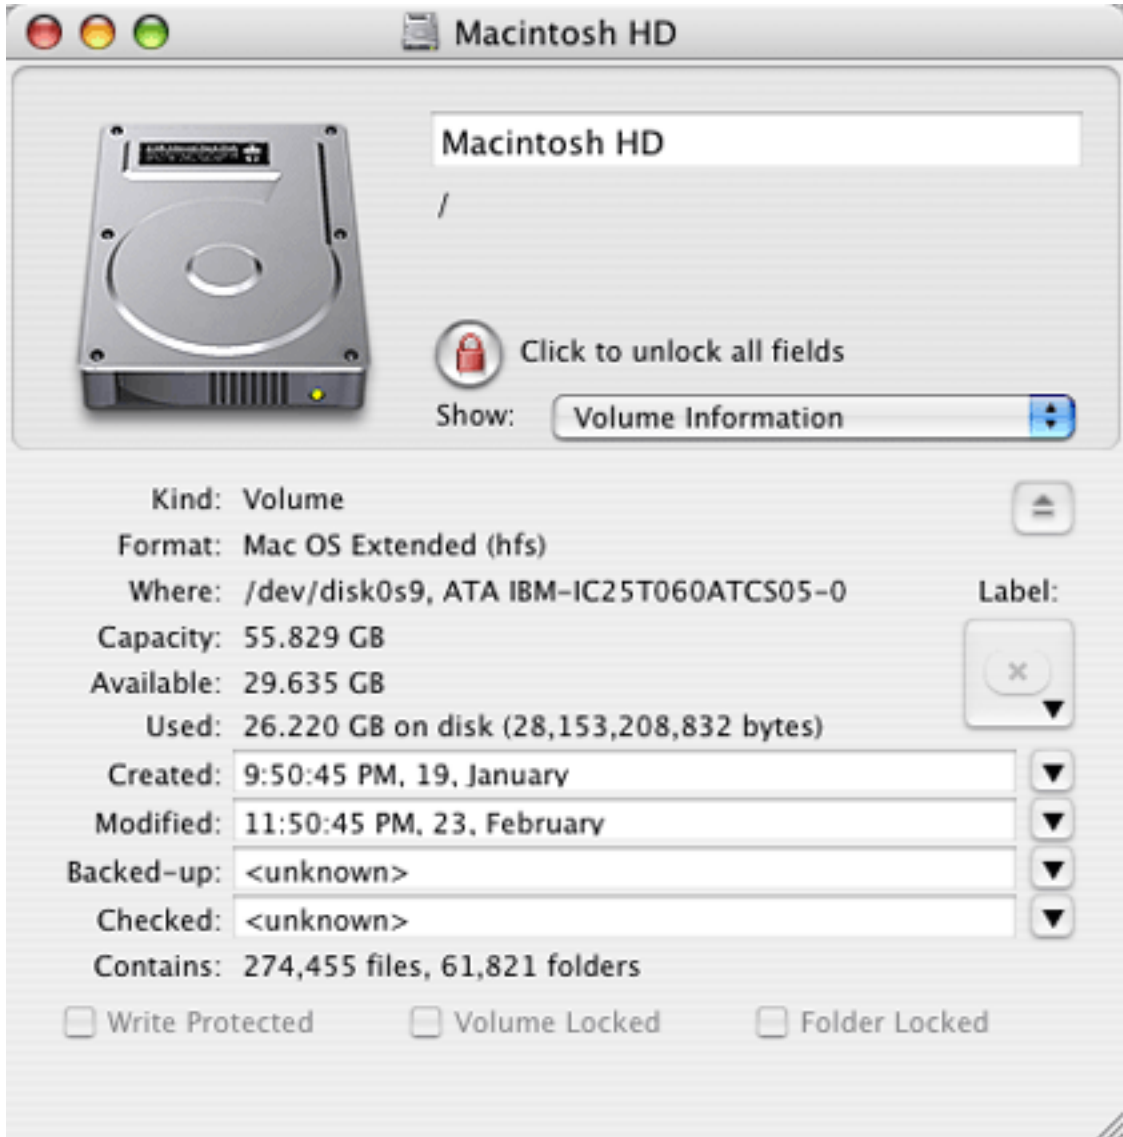 Macintosh HD
Macintosh HD
/
Click to unlock all fields
Show: Volume Information
Kind: Volume
Format: Mac OS Extended (hfs)
Where: /dev/disk0s9, ATA IBM-IC25T060ATCS05-0
Label:
Capacity: 55.829 GB
Available: 29.635 GB
Used: 26.220 GB on disk (28,153,208,832 bytes)
Created: 9:50:45 PM, 19, January
Modified: 11:50:45 PM, 23, February
Backed-up: <unknown>
Checked: <unknown>
Contains: 274,455 files, 61,821 folders
Write Protected Volume Locked Folder Locked